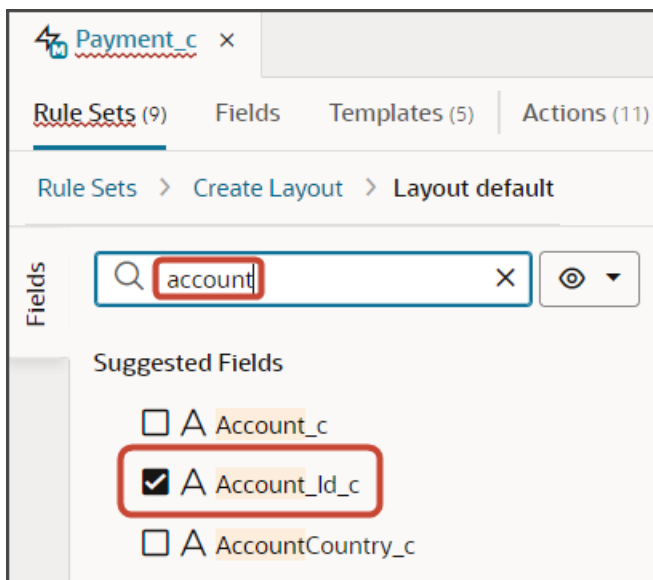 Payment_c ×
Rule Sets (9) Fields Templates (5) Actions (11)
Rule Sets > Create Layout > Layout default
Fields
account
Suggested Fields
Account_c
Account_Id_c
AccountCountry_c